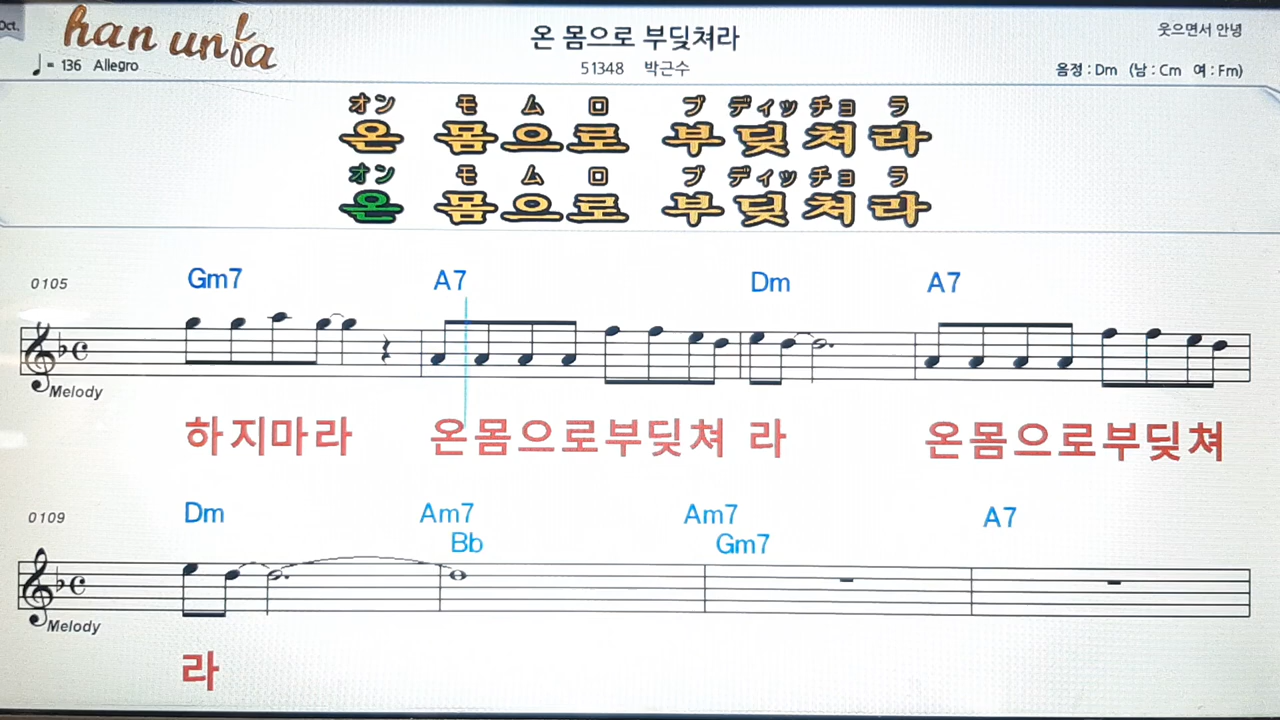 Oct.
han unfa
온 몸으로 부딪쳐라
웃으면서 안녕
♩= 136 Allegro
51348 박근수
음정 : Dm (남 : Cm 여 : Fm)
オン モ ム ロ ブ ディッ チョ ラ
온 몸으로 부딪쳐라
オン モ ム ロ ブ ディッ チョ ラ
온 몸으로 부딪쳐라
0105 Gm7 A7 Dm A7
Melody
하지마라 온몸으로부딪쳐 라 온몸으로부딪쳐
0109 Dm Am7 Am7 A7
Bb Gm7
Melody
라